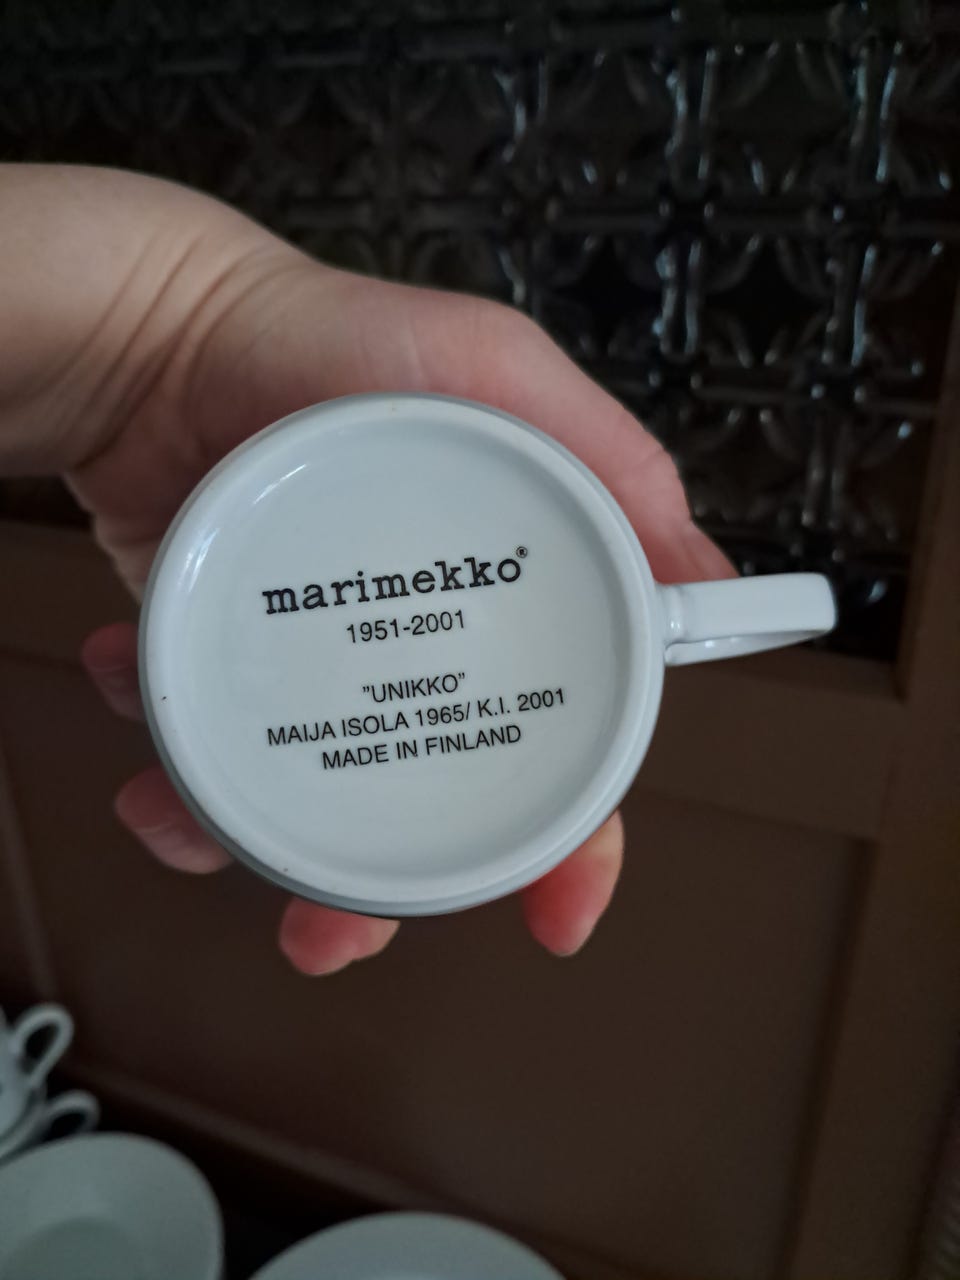 marimekko®
1951-2001
"UNIKKO"
MAIJA ISOLA 1965/ K.I. 2001
MADE IN FINLAND